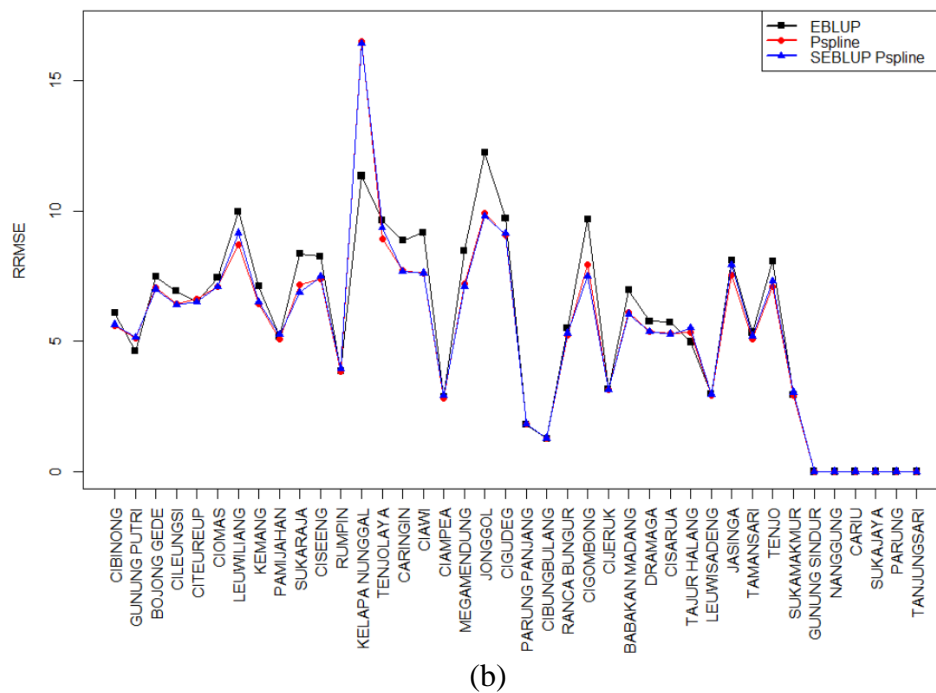 EBLUP
Pspline
SEBLUP Pspline
RRMSE
15
10
5
0
CIBINONG
GUNUNG PUTRI
BOJONG GEDE
CILEUNGSI
CITEUREUP
CIOMAS
LEUWILIANG
KEMANG
PAMIJAHAN
SUKARAJA
CISEENG
RUMPIN
KELAPA NUNGGAL
TENJOLAYA
CARINGIN
CIAWI
CIAMPEA
MEGAMENDUNG
JONGGOL
CIGUDEG
PARUNG PANJANG
CIBUNGBULANG
RANCA BUNGUR
CIGOMBONG
CIJERUK
BABAKAN MADANG
DRAMAGA
CISARUA
TAJUR HALANG
LEUWISADENG
JASINGA
TAMANSARI
TENJO
SUKAMAKMUR
GUNUNG SINDUR
NANGGUNG
CARIU
SUKAJAYA
PARUNG
TANJUNGSARI
(b)